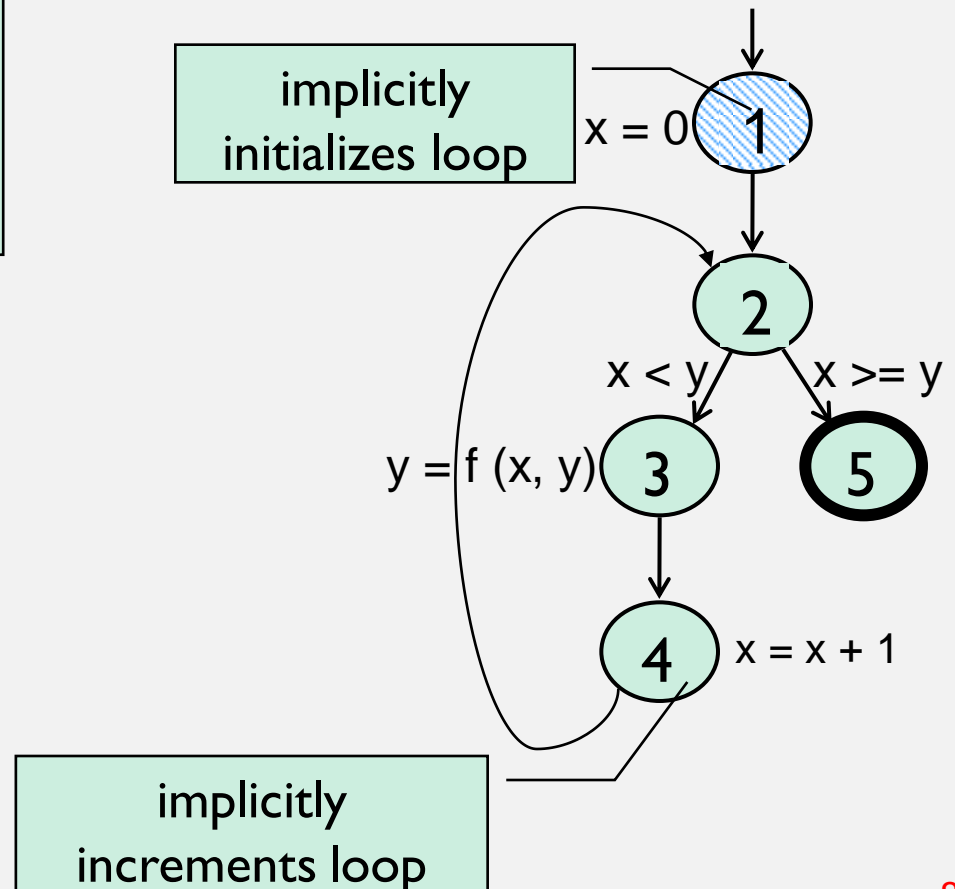 implicitly
initializes loop
x = 0
1
2
x < y
x >= y
y = f (x, y)
3
5
4
x = x + 1
implicitly
increments loop